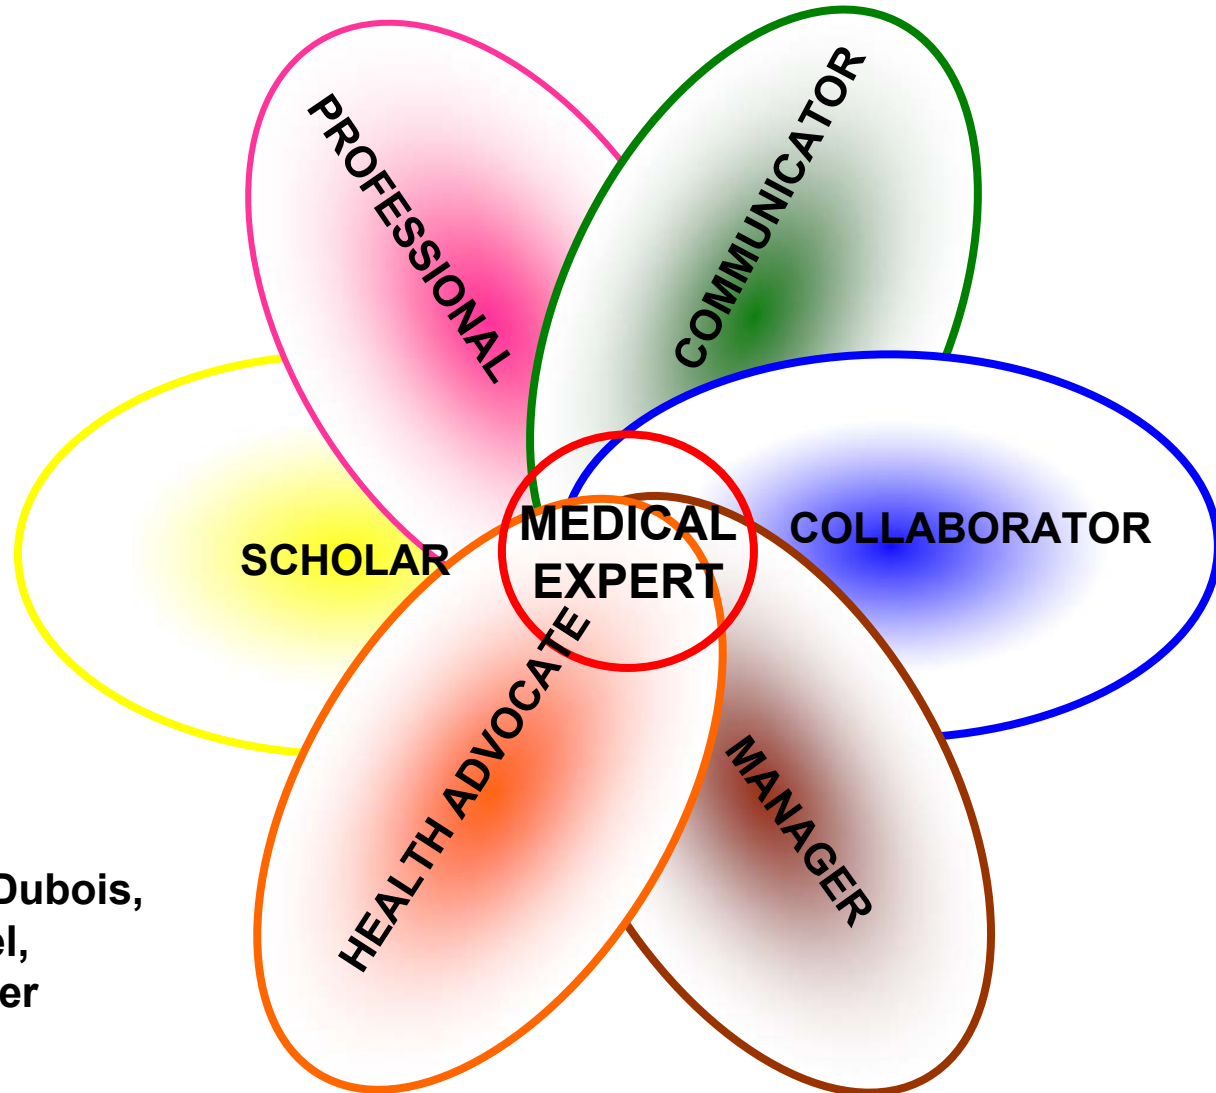 PROFESSIONAL
COMMUNICATOR
SCHOLAR
MEDICAL
EXPERT
COLLABORATOR
HEALTH ADVOCATE
MANAGER
Dubois,
el,
er